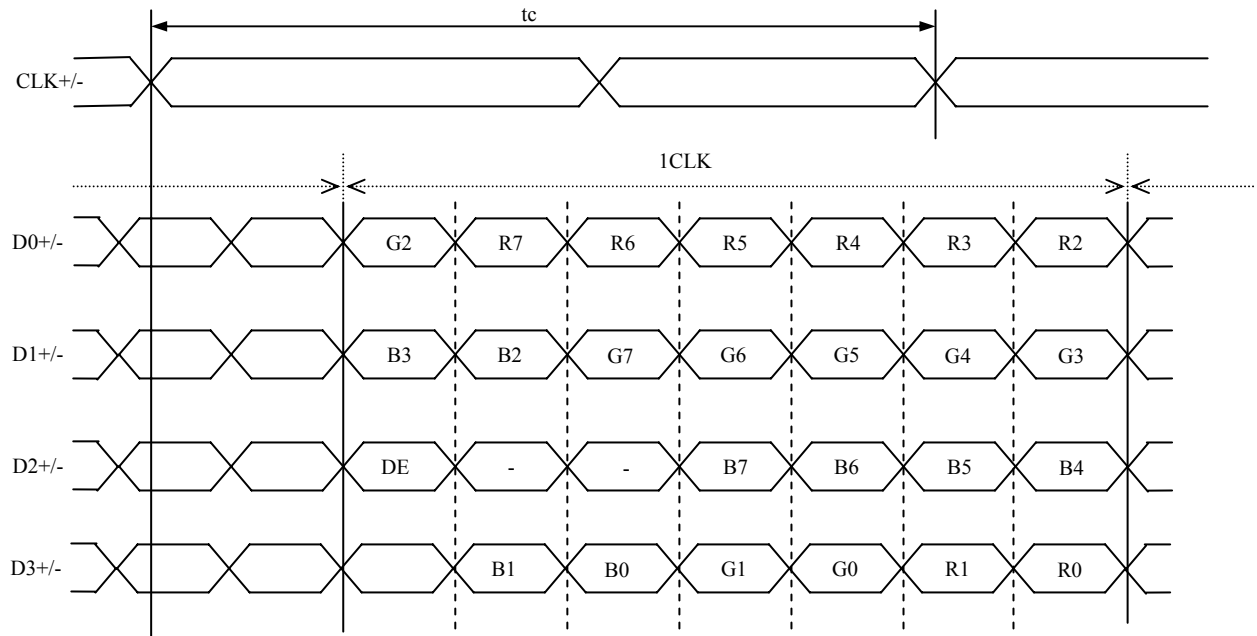 tc
CLK+/-
1CLK
D0+/- G2 R7 R6 R5 R4 R3 R2
D1+/- B3 B2 G7 G6 G5 G4 G3
D2+/- DE - - B7 B6 B5 B4
D3+/- B1 B0 G1 G0 R1 R0